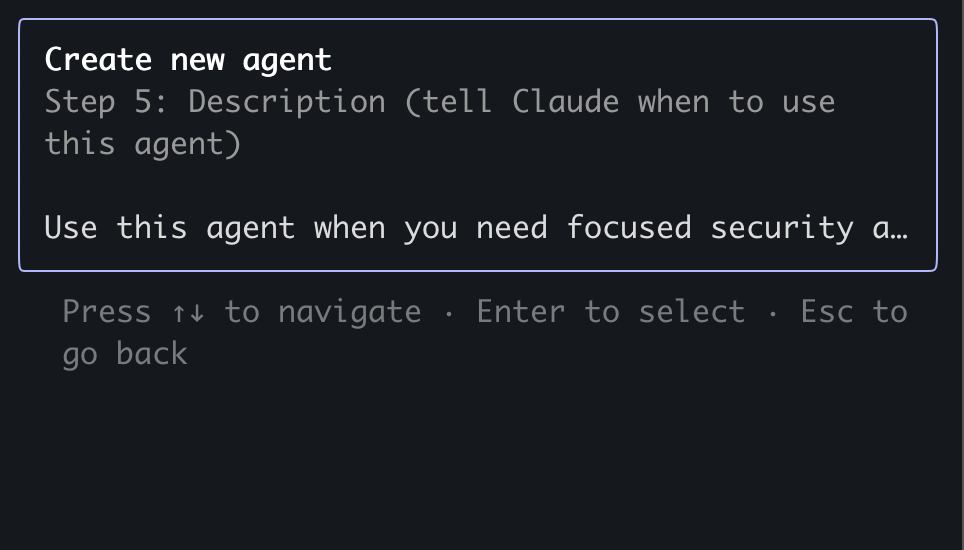 Create new agent
Step 5: Description (tell Claude when to use
this agent)
Use this agent when you need focused security a…
Press ↑↓ to navigate · Enter to select · Esc to
go back